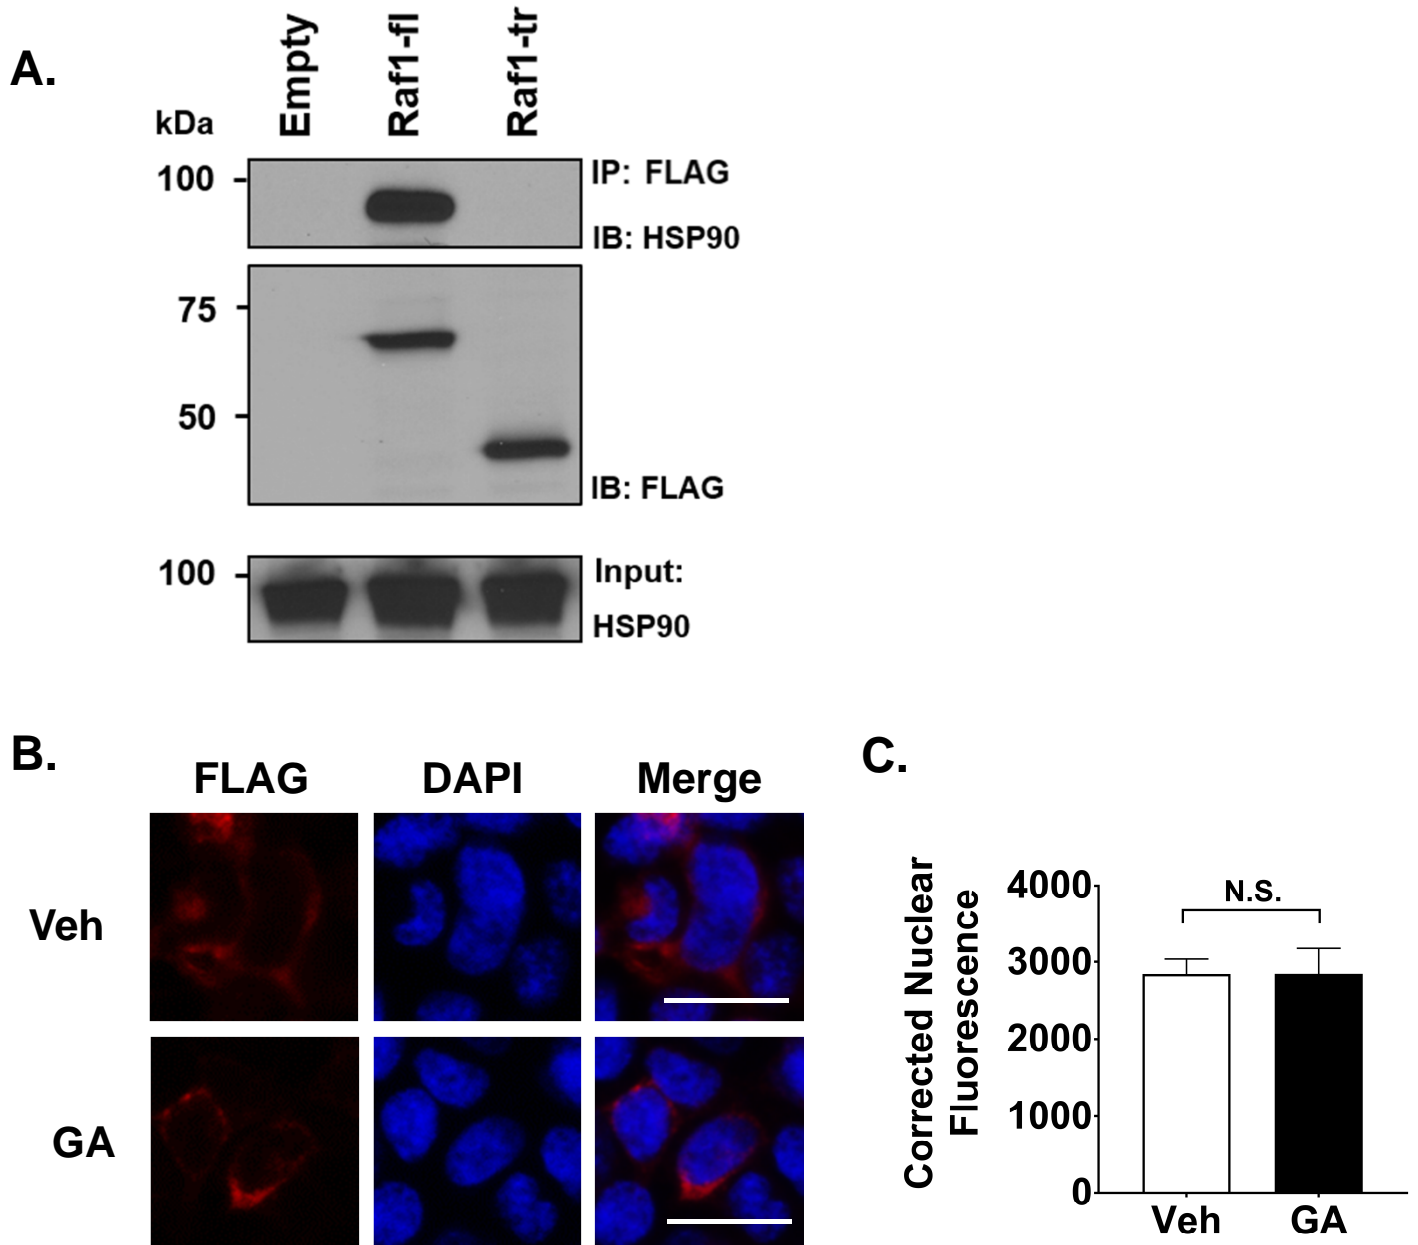 A.
Empty
Raf1-fl
Raf1-tr
kDa
100
IP: FLAG
IB: HSP90
75
50
IB: FLAG
100
Input:
HSP90
B.
FLAG
DAPI
Merge
Veh
GA
C.
Corrected Nuclear
Fluorescence
4000
3000
2000
1000
0
N.S.
Veh
GA